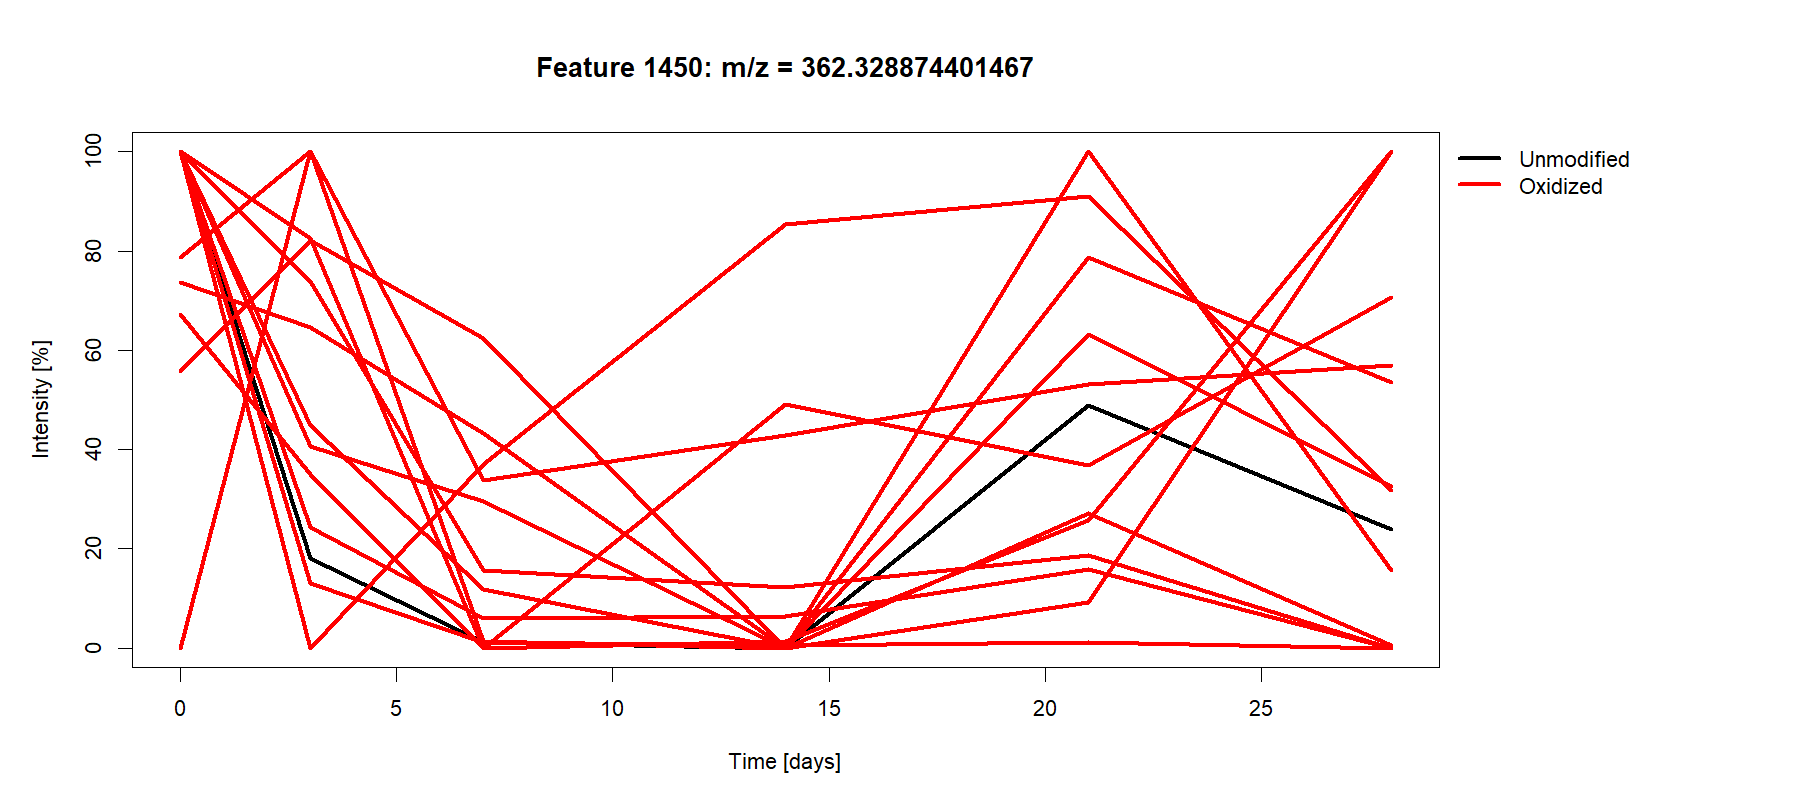 Feature 1450: m/z = 362.328874401467
Unmodified
Oxidized
Intensity [%]
100
80
60
40
20
0
0 5 10 15 20 25
Time [days]